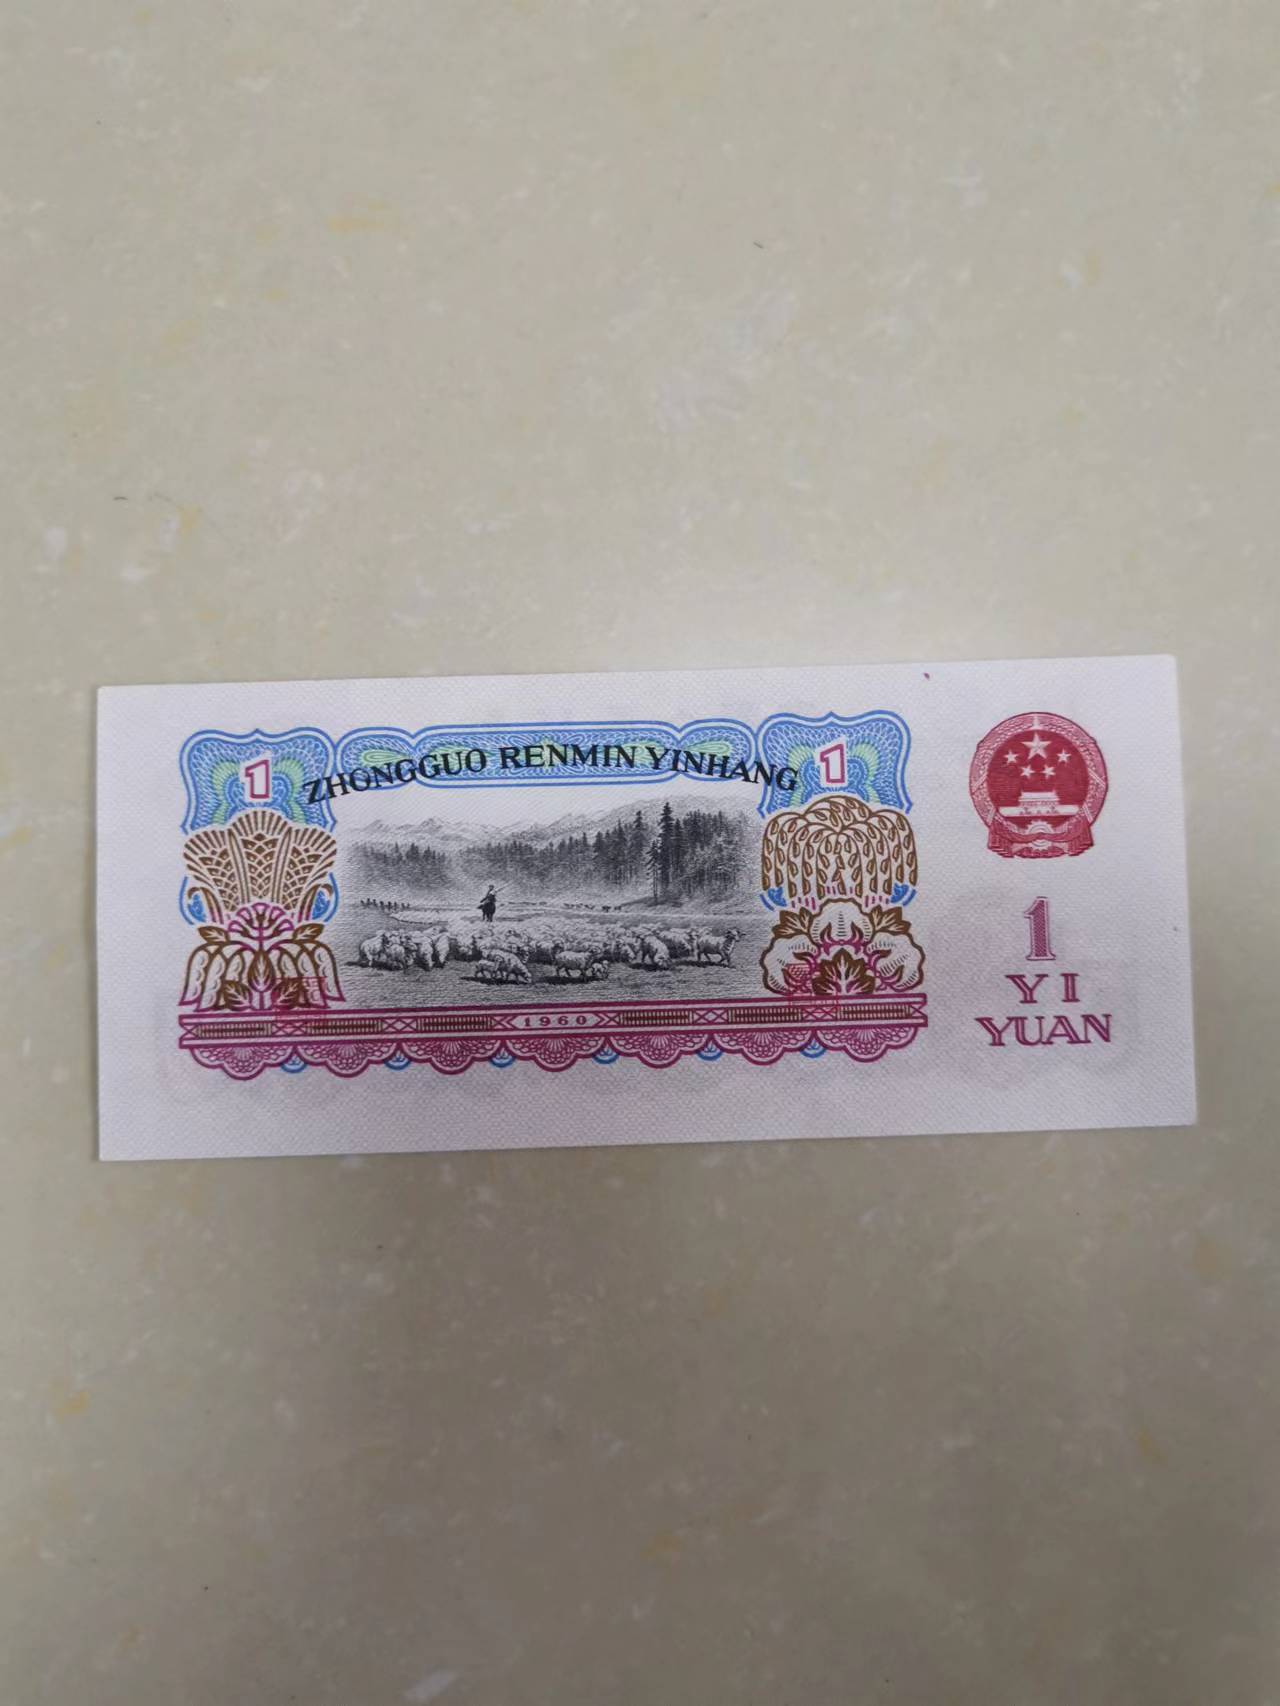 1 ZHONGGUO RENMIN YINHANG 1
1960
1
YI
YUAN